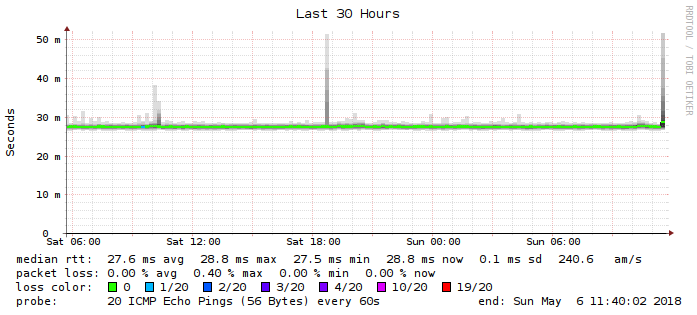 Last 30 Hours
RRDTOOL / TOBI OETIKER
Seconds
50 m
40 m
30 m
20 m
10 m
0
Sat 06:00 Sat 12:00 Sat 18:00 Sun 00:00 Sun 06:00
median rtt: 27.6 ms avg 28.8 ms max 27.5 ms min 28.8 ms now 0.1 ms sd 240.6 am/s
packet loss: 0.00 % avg 0.40 % max 0.00 % min 0.00 % now
loss color: 0 1/20 2/20 3/20 4/20 10/20 19/20
probe: 20 ICMP Echo Pings (56 Bytes) every 60s end: Sun May 6 11:40:02 2018